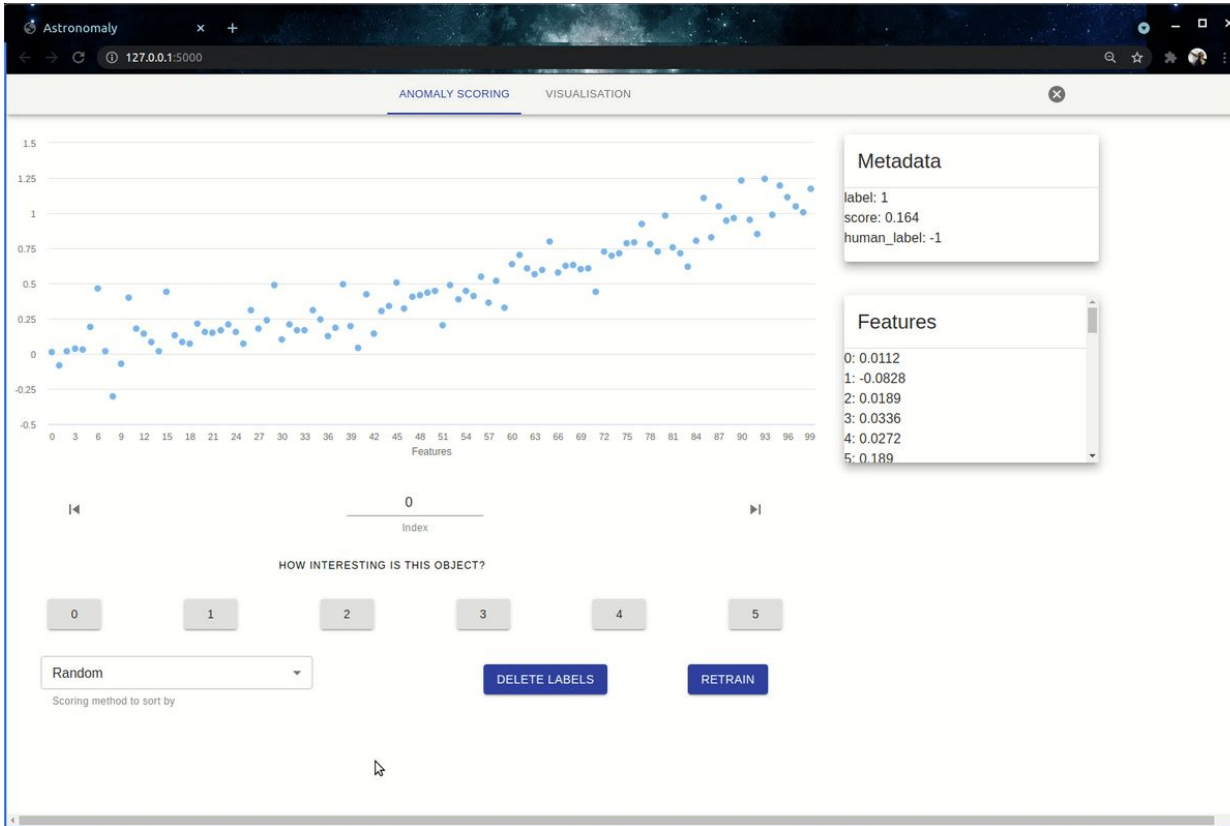 Astronomaly
127.0.0.1:5000
ANOMALY SCORING VISUALISATION
1.5
1.25
1
0.75
0.5
0.25
0
-0.25
-0.5
0 3 6 9 12 15 18 21 24 27 30 33 36 39 42 45 48 51 54 57 60 63 66 69 72 75 78 81 84 87 90 93 96 99
Features
Metadata
label: 1
score: 0.164
human_label: -1
Features
0: 0.0112
1: -0.0828
2: 0.0189
3: 0.0336
4: 0.0272
5: 0.189
0
Index
HOW INTERESTING IS THIS OBJECT?
0 1 2 3 4 5
Random
Scoring method to sort by
DELETE LABELS RETRAIN